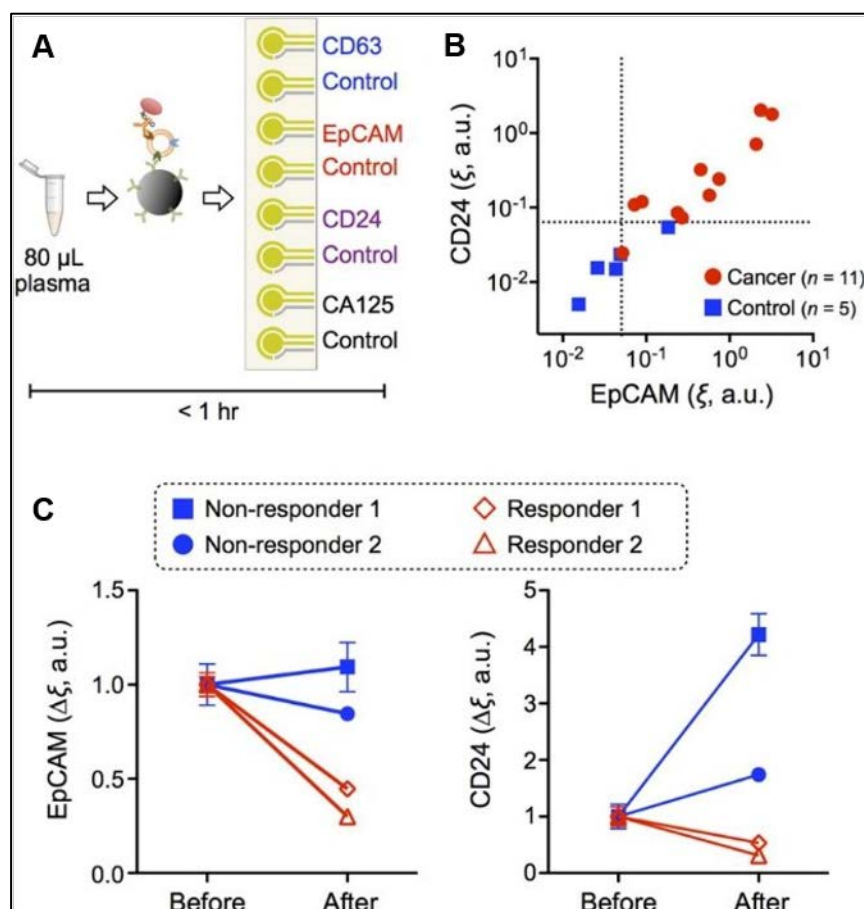 A
80 µL
plasma
CD63
Control
EpCAM
Control
CD24
Control
CA125
Control
< 1 hr
B
CD24 (ξ, a.u.)
10¹
10⁰
10⁻¹
10⁻²
Cancer (n = 11)
Control (n = 5)
10⁻² 10⁻¹ 10⁰ 10¹
EpCAM (ξ, a.u.)
C
Non-responder 1 Responder 1
Non-responder 2 Responder 2
EpCAM (Δξ, a.u.)
1.5
1.0
0.5
0.0
Before After
CD24 (Δξ, a.u.)
5
4
3
2
1
0
Before After